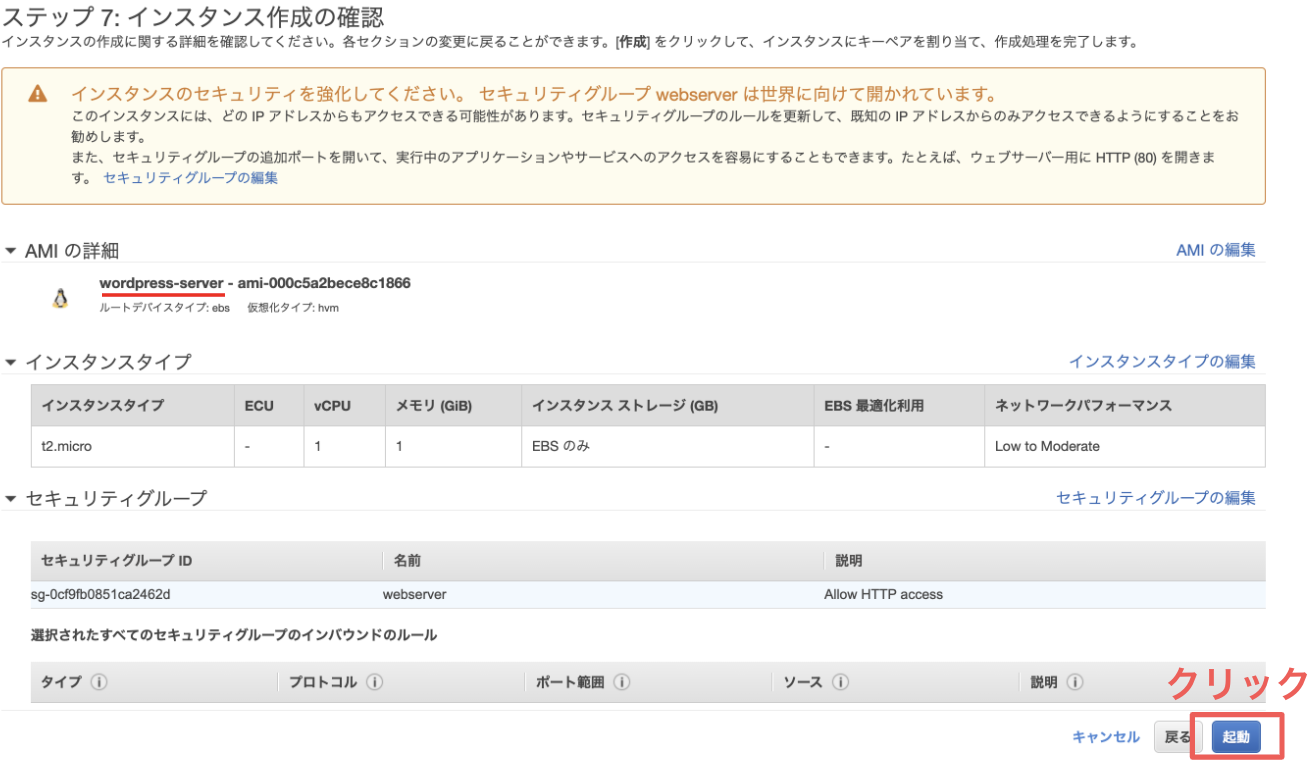 ステップ 7: インスタンス作成の確認
インスタンスの作成に関する詳細を確認してください。各セクションの変更に戻ることができます。[作成] をクリックして、インスタンスにキーペアを割り当て、作成処理を完了します。
インスタンスのセキュリティを強化してください。 セキュリティグループ webserver は世界に向けて開かれています。
このインスタンスには、どの IP アドレスからもアクセスできる可能性があります。セキュリティグループのルールを更新して、既知の IP アドレスからのみアクセスできるようにすることをお
勧めします。
また、セキュリティグループの追加ポートを開いて、実行中のアプリケーションやサービスへのアクセスを容易にすることもできます。たとえば、ウェブサーバー用に HTTP (80) を開きま
す。 セキュリティグループの編集
AMI の詳細 AMI の編集
wordpress-server - ami-000c5a2bece8c1866
ルートデバイスタイプ: ebs 仮想化タイプ: hvm
インスタンスタイプ インスタンスタイプの編集
インスタンスタイプ ECU vCPU メモリ (GiB) インスタンス ストレージ (GB) EBS 最適化利用 ネットワークパフォーマンス
t2.micro - 1 1 EBS のみ - Low to Moderate
セキュリティグループ セキュリティグループの編集
セキュリティグループ ID 名前 説明
sg-0cf9fb0851ca2462d webserver Allow HTTP access
選択されたすべてのセキュリティグループのインバウンドのルール
タイプ プロトコル ポート範囲 ソース 説明
クリック
キャンセル 戻る 起動